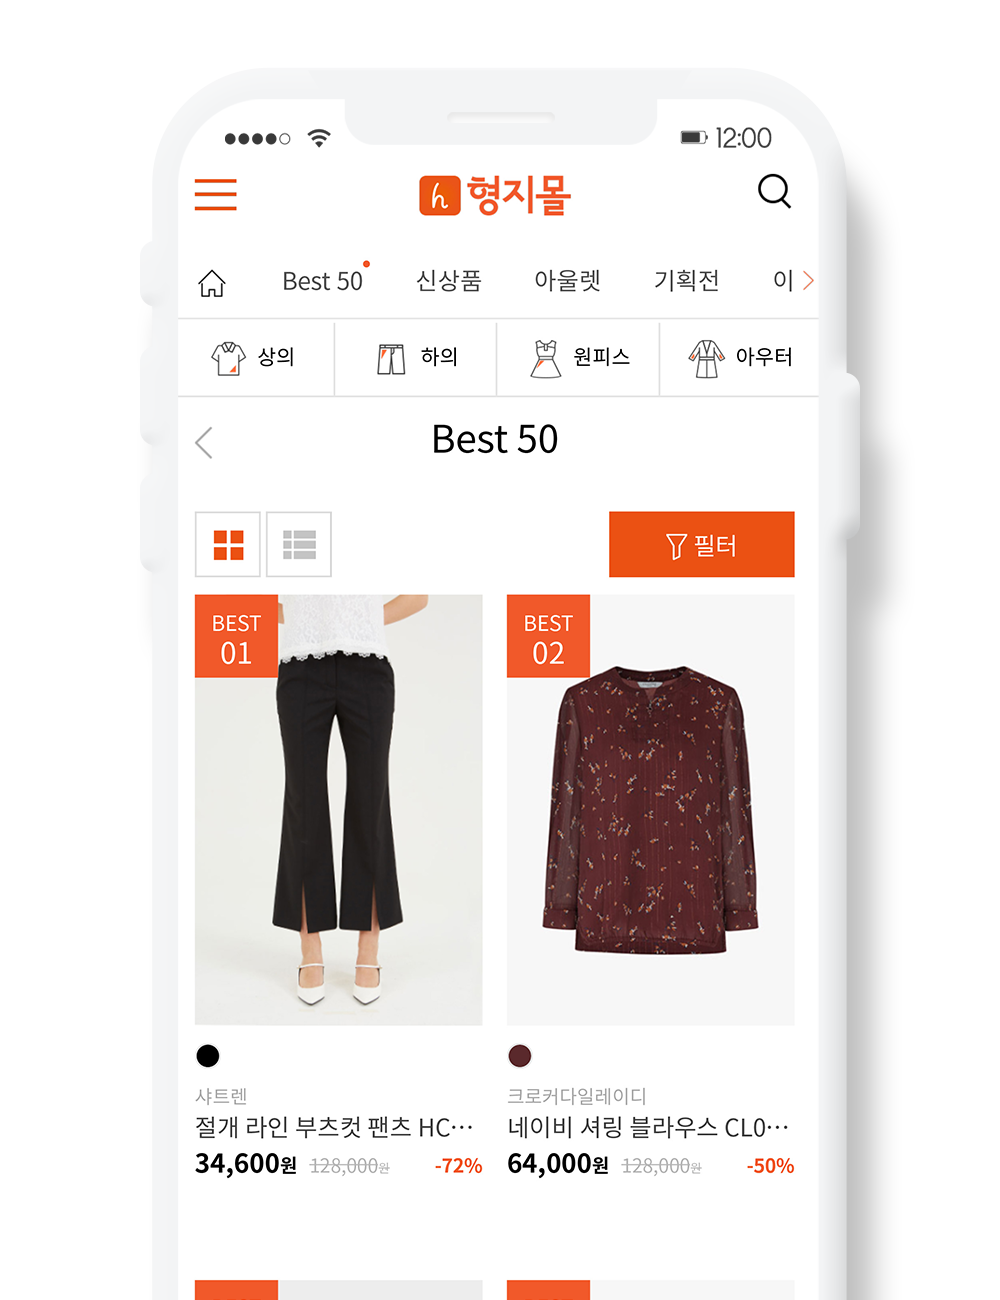 12:00
h 형지몰
Best 50 신상품 아울렛 기획전 이
상의 하의 원피스 아우터
Best 50
필터
BEST
01
BEST
02
샤트렌
절개 라인 부츠컷 팬츠 HC…
34,600원 128,000원 -72%
크로커다일레이디
네이비 셔링 블라우스 CL0…
64,000원 128,000원 -50%